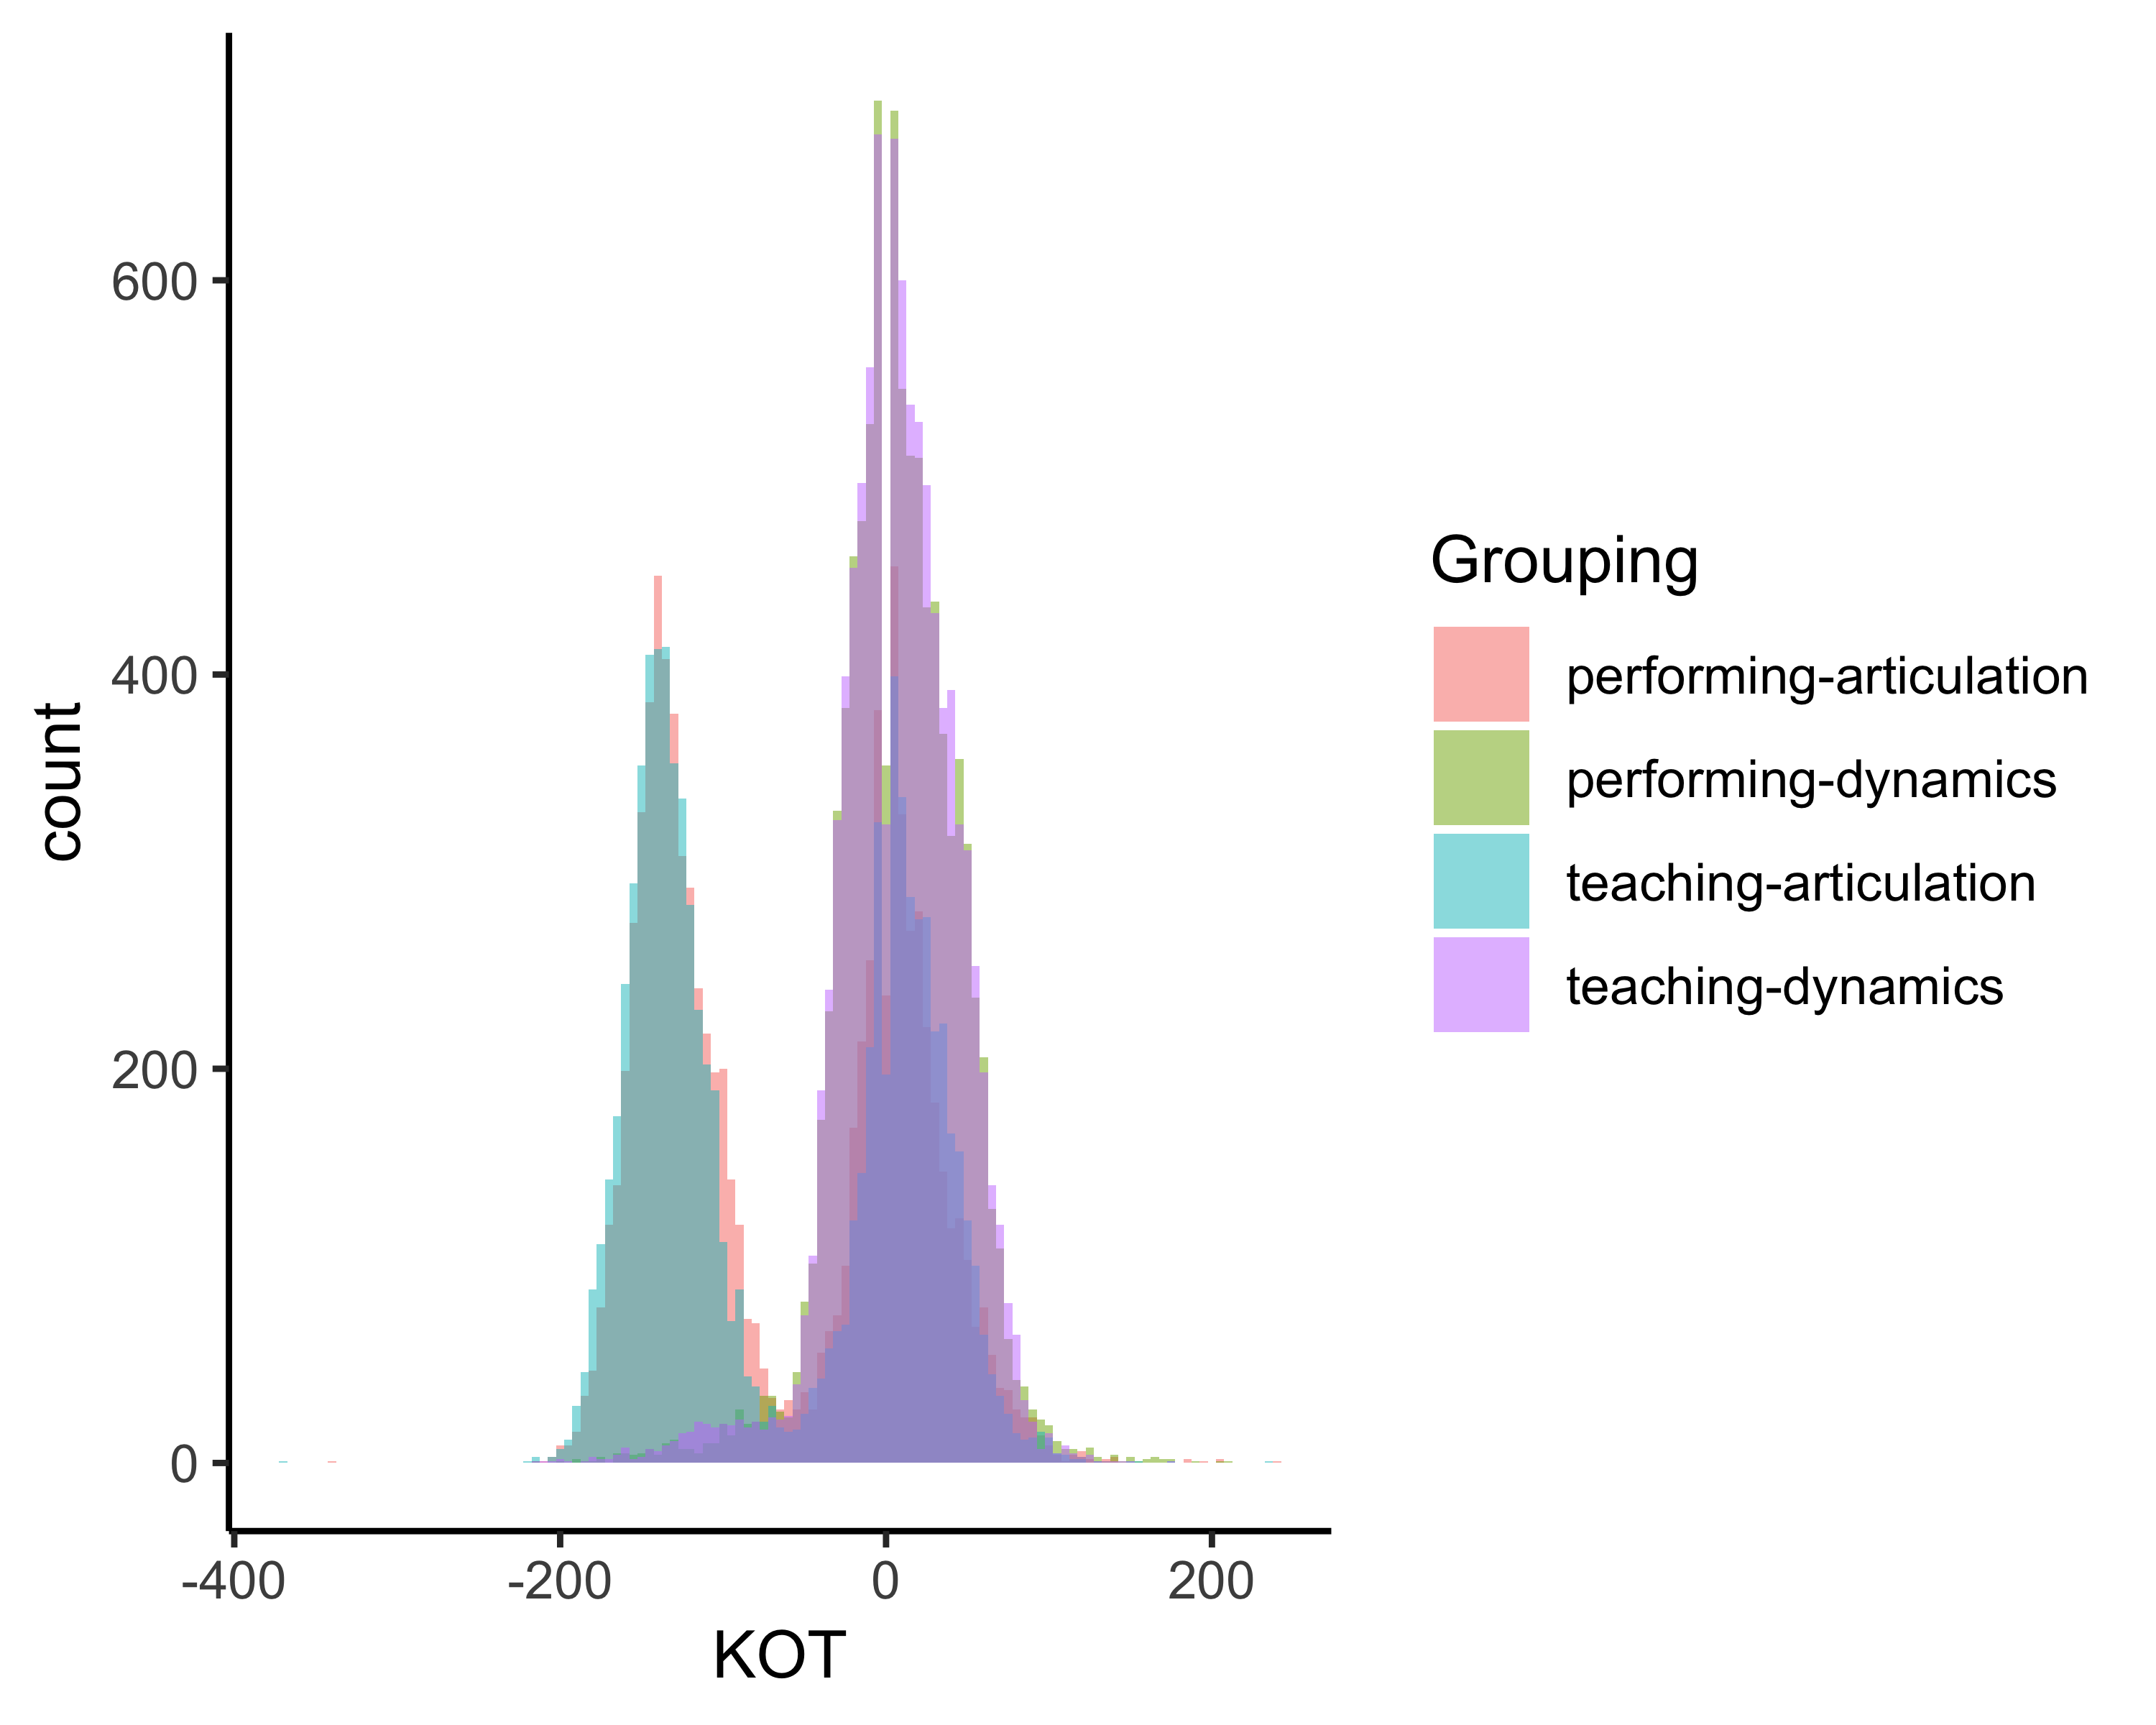 600
400
200
0
count
-400
-200
0
200
KOT
Grouping
performing-articulation
performing-dynamics
teaching-articulation
teaching-dynamics